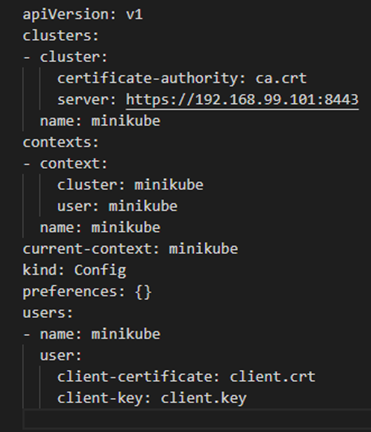 apiVersion: v1
clusters:
- cluster:
    certificate-authority: ca.crt
    server: https://192.168.99.101:8443
  name: minikube
contexts:
- context:
    cluster: minikube
    user: minikube
  name: minikube
current-context: minikube
kind: Config
preferences: {}
users:
- name: minikube
  user:
    client-certificate: client.crt
    client-key: client.key